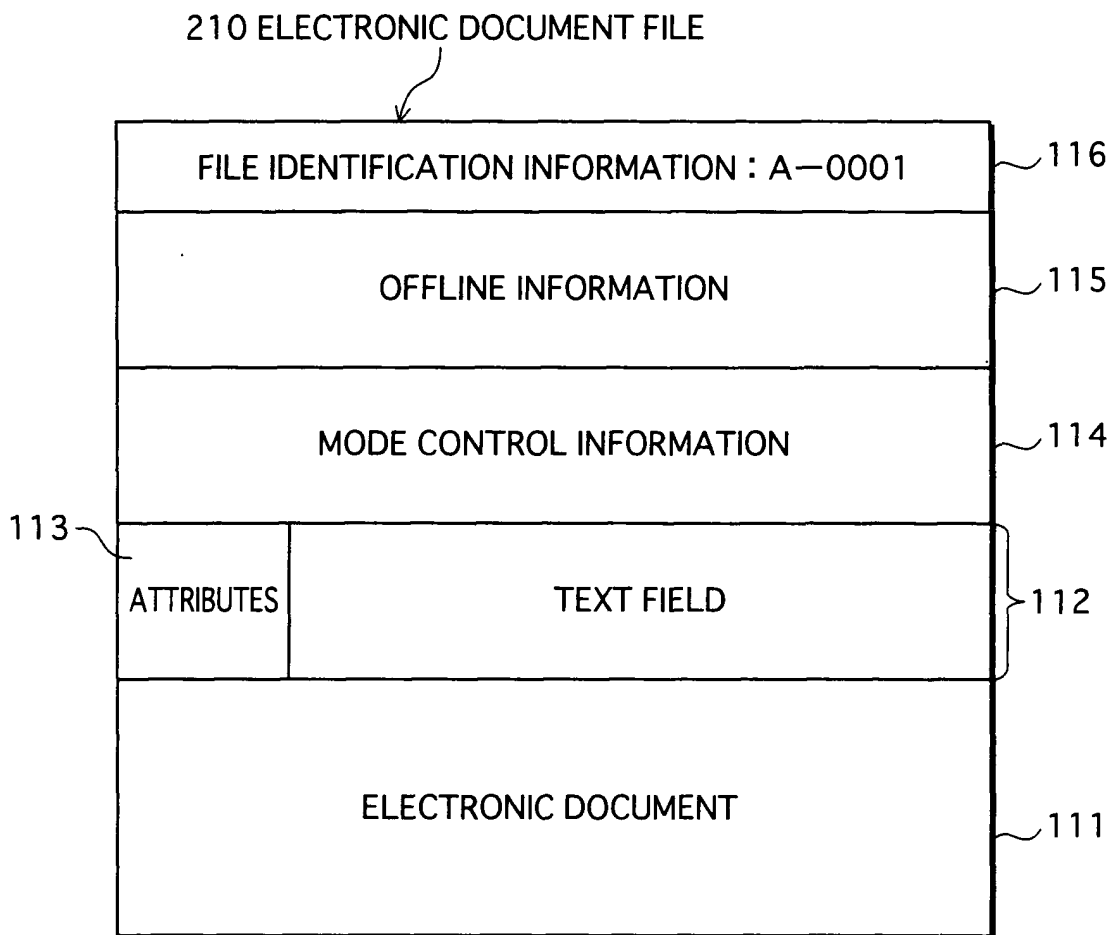 210 ELECTRONIC DOCUMENT FILE
FILE IDENTIFICATION INFORMATION : A-0001
116
OFFLINE INFORMATION
115
MODE CONTROL INFORMATION
114
113
ATTRIBUTES
TEXT FIELD
112
ELECTRONIC DOCUMENT
111